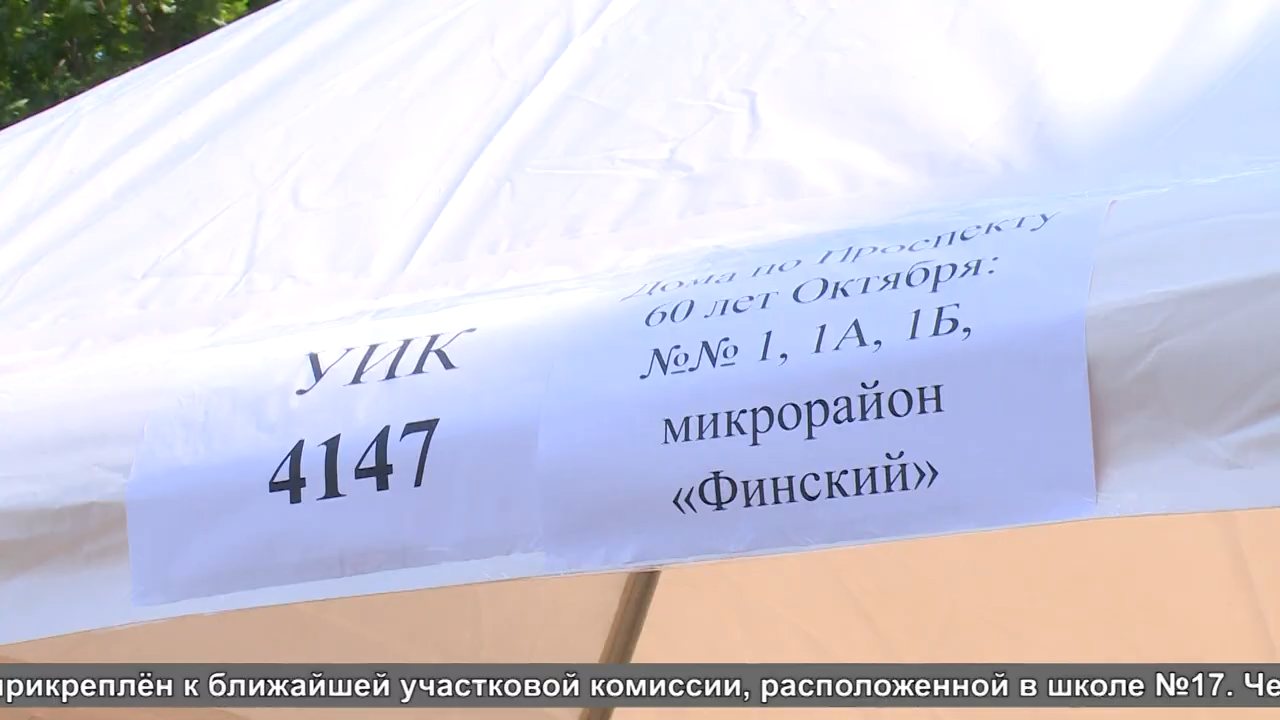 УИК
4147
Дома по Проспекту
60 лет Октября:
№№ 1, 1А, 1Б,
микрорайон
«Финский»
прикреплён к ближайшей участковой комиссии, расположенной в школе №17. Че